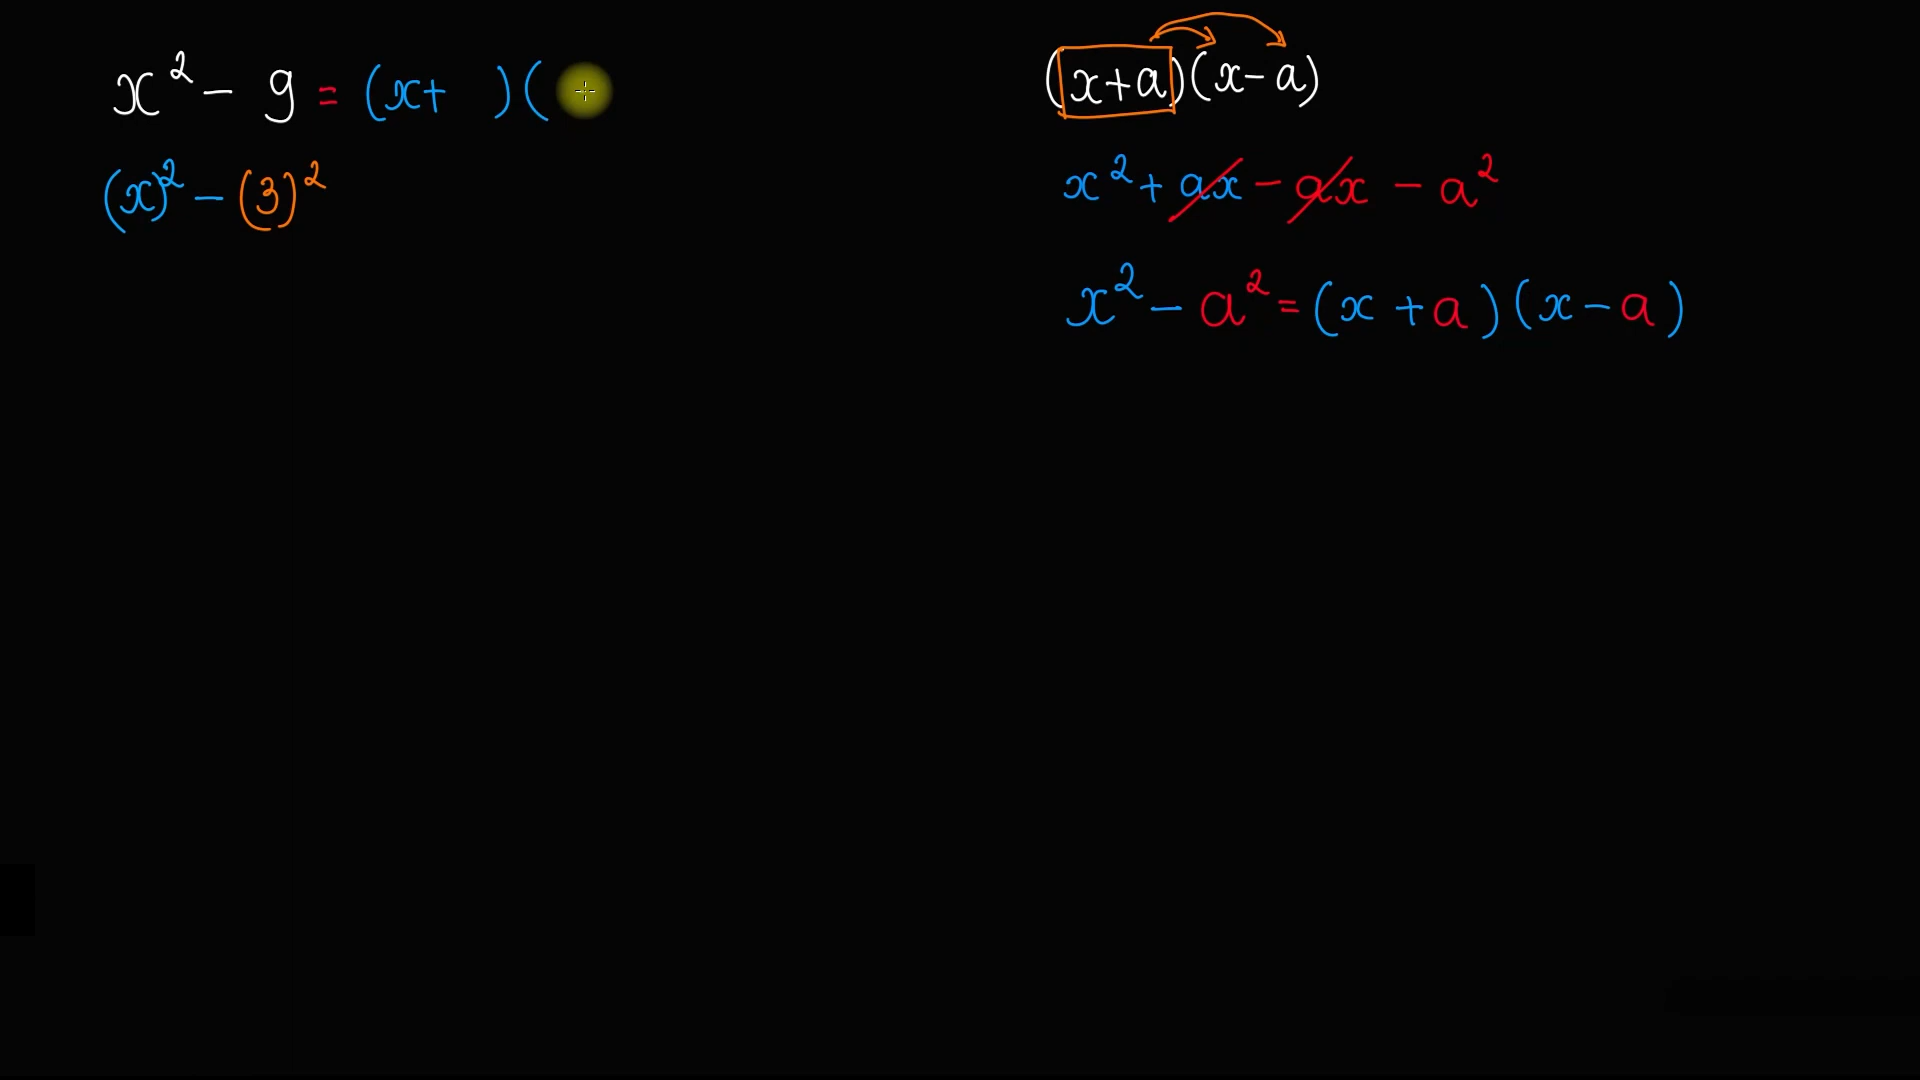 x² - 9 = (x+ )(
(x)² - (3)²
(x+a)(x-a)
x² + ax - ax - a²
x² - a² = (x + a)(x - a)